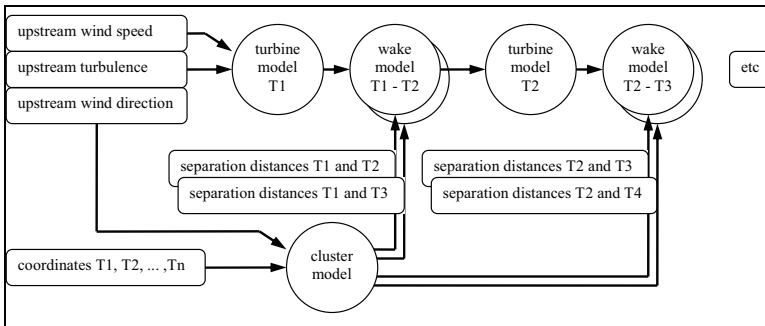 upstream wind speed
upstream turbulence
upstream wind direction
turbine
model
T1
wake
model
T1 - T2
turbine
model
T2
wake
model
T2 - T3
etc
separation distances T1 and T2
separation distances T1 and T3
separation distances T2 and T3
separation distances T2 and T4
coordinates T1, T2, ... ,Tn
cluster
model